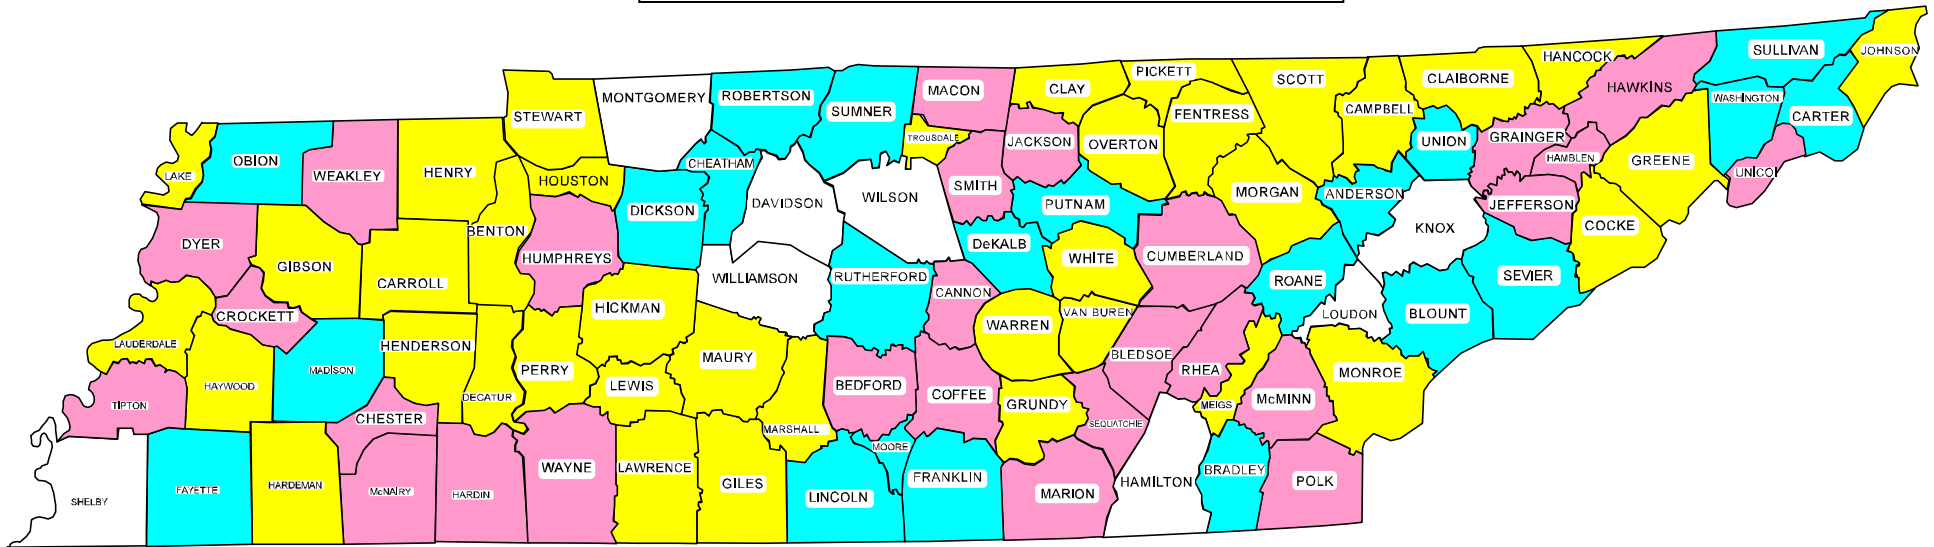 HANCOCK
SULLIVAN
JOHNSON
PICKETT
SCOTT
CLAIBORNE
HAWKINS
MONTGOMERY
ROBERTSON
SUMNER
MACON
CLAY
CAMPBELL
WASHINGTON
CARTER
STEWART
FENTRESS
TROUSDALE
JACKSON
OVERTON
UNION
GRAINGER
OBION
CHEATHAM
HAMBLEN
GREENE
LAKE
WEAKLEY
HENRY
HOUSTON
SMITH
MORGAN
ANDERSON
UNICOI
DICKSON
DAVIDSON
WILSON
PUTNAM
JEFFERSON
DYER
BENTON
DeKALB
KNOX
COCKE
GIBSON
CARROLL
HUMPHREYS
WILLIAMSON
RUTHERFORD
WHITE
CUMBERLAND
ROANE
SEVIER
CROCKETT
HICKMAN
CANNON
WARREN
VAN BUREN
LOUDON
BLOUNT
LAUDERDALE
HENDERSON
MAURY
BLEDSOE
HAYWOOD
MADISON
PERRY
LEWIS
BEDFORD
COFFEE
RHEA
MONROE
TIPTON
CHESTER
DECATUR
GRUNDY
MEIGS
McMINN
MARSHALL
SEQUATCHIE
MOORE
SHELBY
FAYETTE
HARDEMAN
McNAIRY
HARDIN
WAYNE
LAWRENCE
GILES
LINCOLN
FRANKLIN
MARION
HAMILTON
BRADLEY
POLK